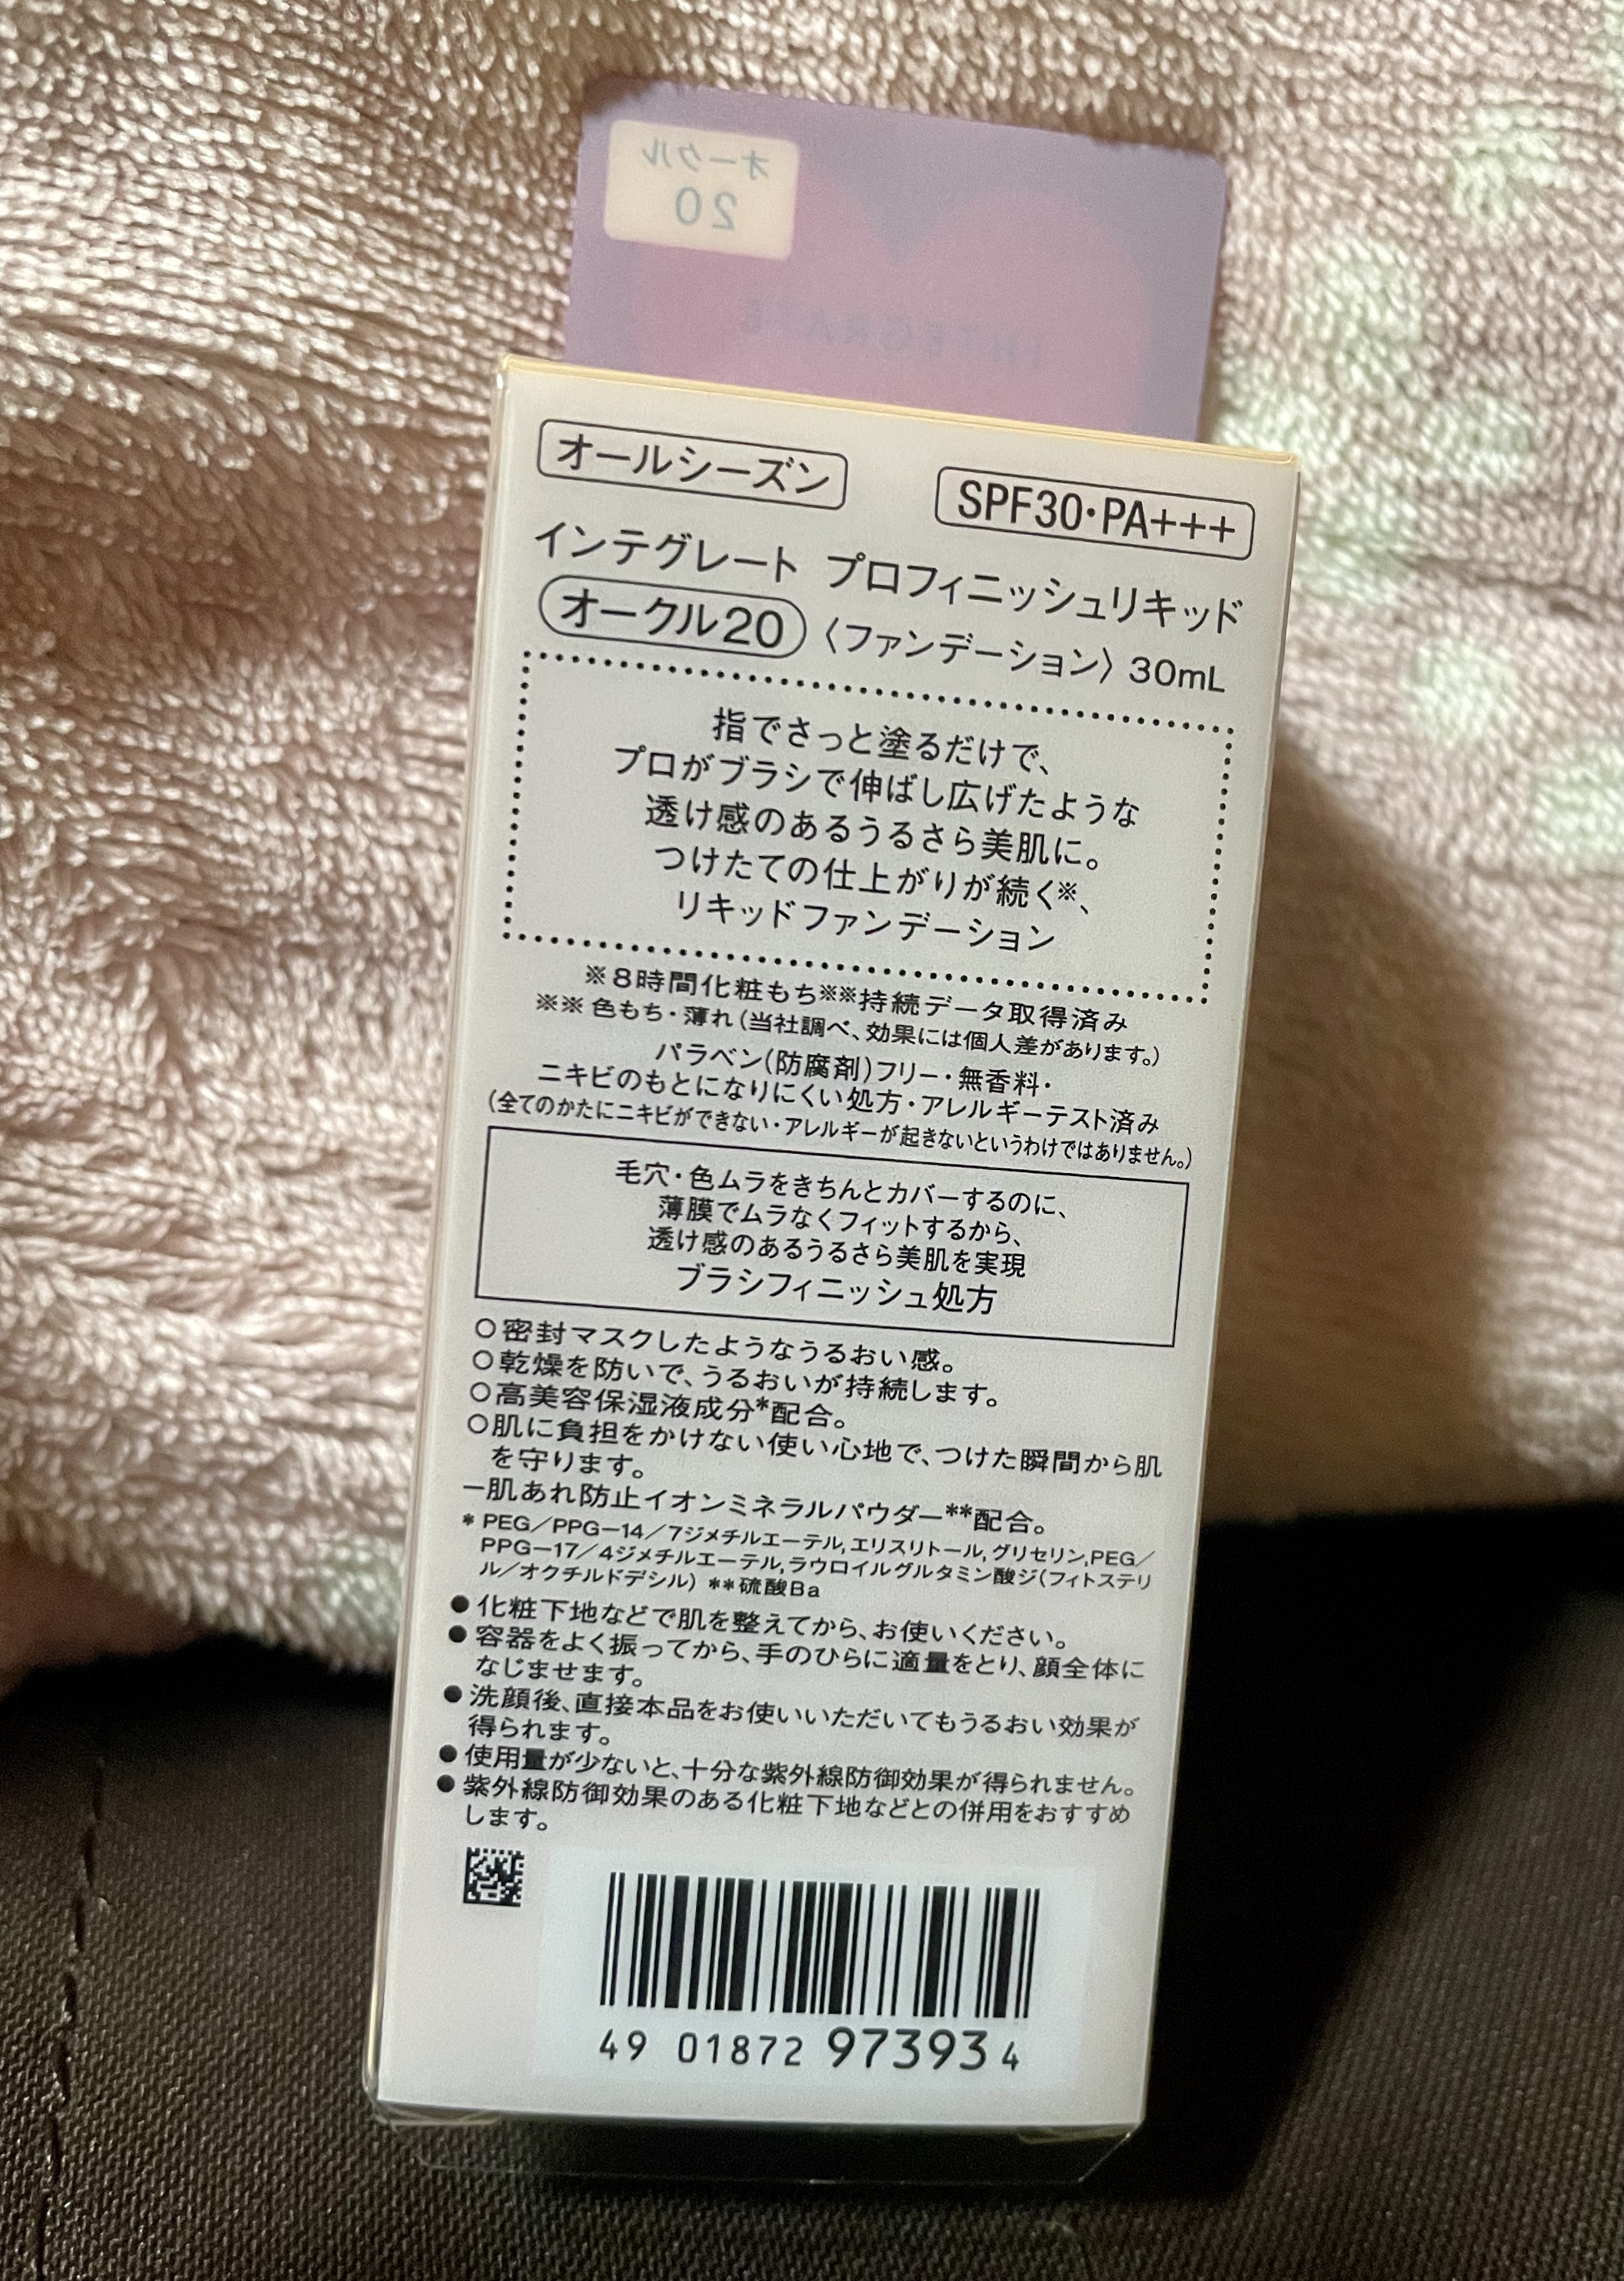 オークル
20
INTEGRATE
オールシーズン
SPF30・PA+++
インテグレート プロフィニッシュリキッド
オークル20 〈ファンデーション〉 30mL
指でさっと塗るだけで、
プロがブラシで伸ばし広げたような
透け感のあるうるさら美肌に。
つけたての仕上がりが続く※、
リキッドファンデーション
※8時間化粧もち※※持続データ取得済み
※※ 色もち・薄れ(当社調べ、効果には個人差があります。)
パラベン(防腐剤)フリー・無香料・
ニキビのもとになりにくい処方・アレルギーテスト済み
(全てのかたにニキビができない・アレルギーが起きないというわけではありません。)
毛穴・色ムラをきちんとカバーするのに、
薄膜でムラなくフィットするから、
透け感のあるうるさら美肌を実現
ブラシフィニッシュ処方
○密封マスクしたようなうるおい感。
○乾燥を防いで、うるおいが持続します。
○高美容保湿液成分*配合。
○肌に負担をかけない使い心地で、つけた瞬間から肌
を守ります。
ー肌あれ防止イオンミネラルパウダー**配合。
* PEG/PPG-14/7ジメチルエーテル,エリスリトール,グリセリン,PEG/
PPG-17/4ジメチルエーテル,ラウロイルグルタミン酸ジ(フィトステリ
ル/オクチルドデシル) **硫酸Ba
● 化粧下地などで肌を整えてから、お使いください。
● 容器をよく振ってから、手のひらに適量をとり、顔全体に
なじませます。
● 洗顔後、直接本品をお使いいただいてもうるおい効果が
得られます。
● 使用量が少ないと、十分な紫外線防御効果が得られません。
● 紫外線防御効果のある化粧下地などとの併用をおすすめ
します。
49 01872 97393 4